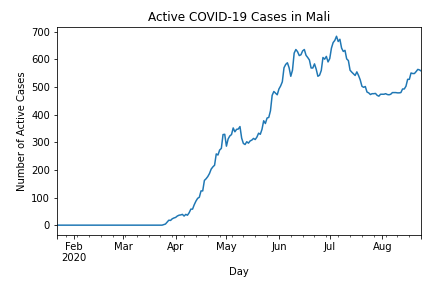 Active COVID-19 Cases in Mali
Number of Active Cases
700
600
500
400
300
200
100
0
Feb Mar Apr May Jun Jul Aug
2020
Day